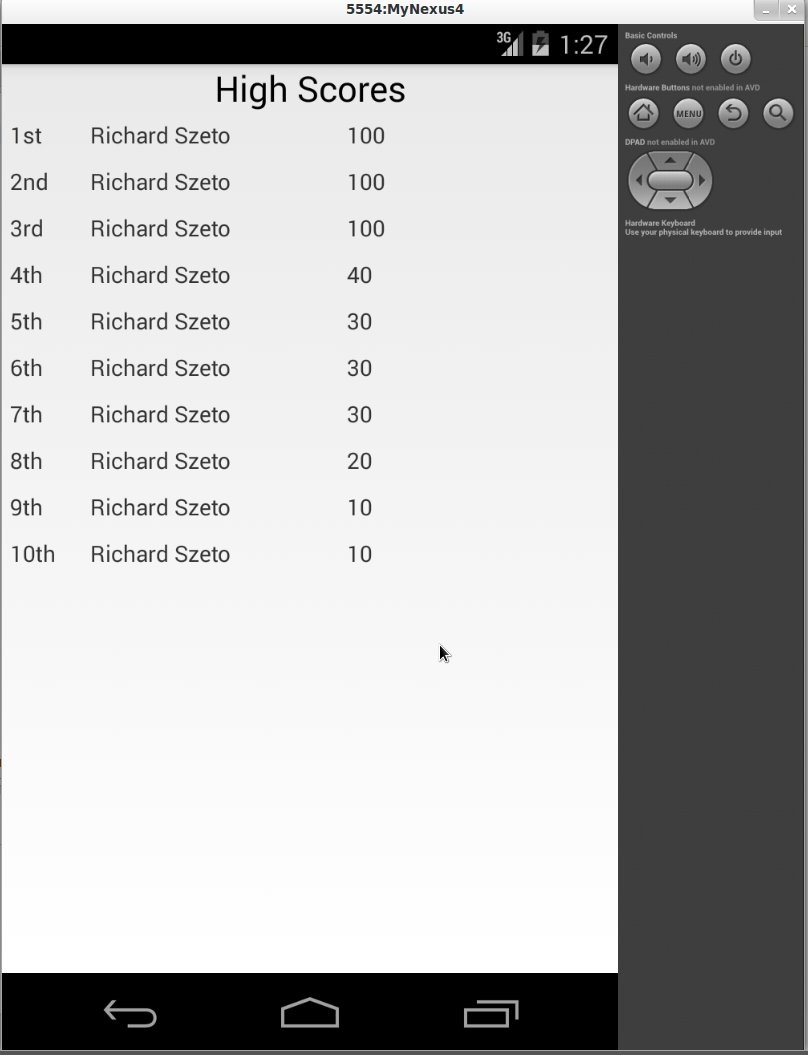 5554:MyNexus4
3G 1:27
High Scores
1st Richard Szeto 100
2nd Richard Szeto 100
3rd Richard Szeto 100
4th Richard Szeto 40
5th Richard Szeto 30
6th Richard Szeto 30
7th Richard Szeto 30
8th Richard Szeto 20
9th Richard Szeto 10
10th Richard Szeto 10
Basic Controls
Hardware Buttons not enabled in AVD
MENU
DPAD not enabled in AVD
Hardware Keyboard
Use your physical keyboard to provide input